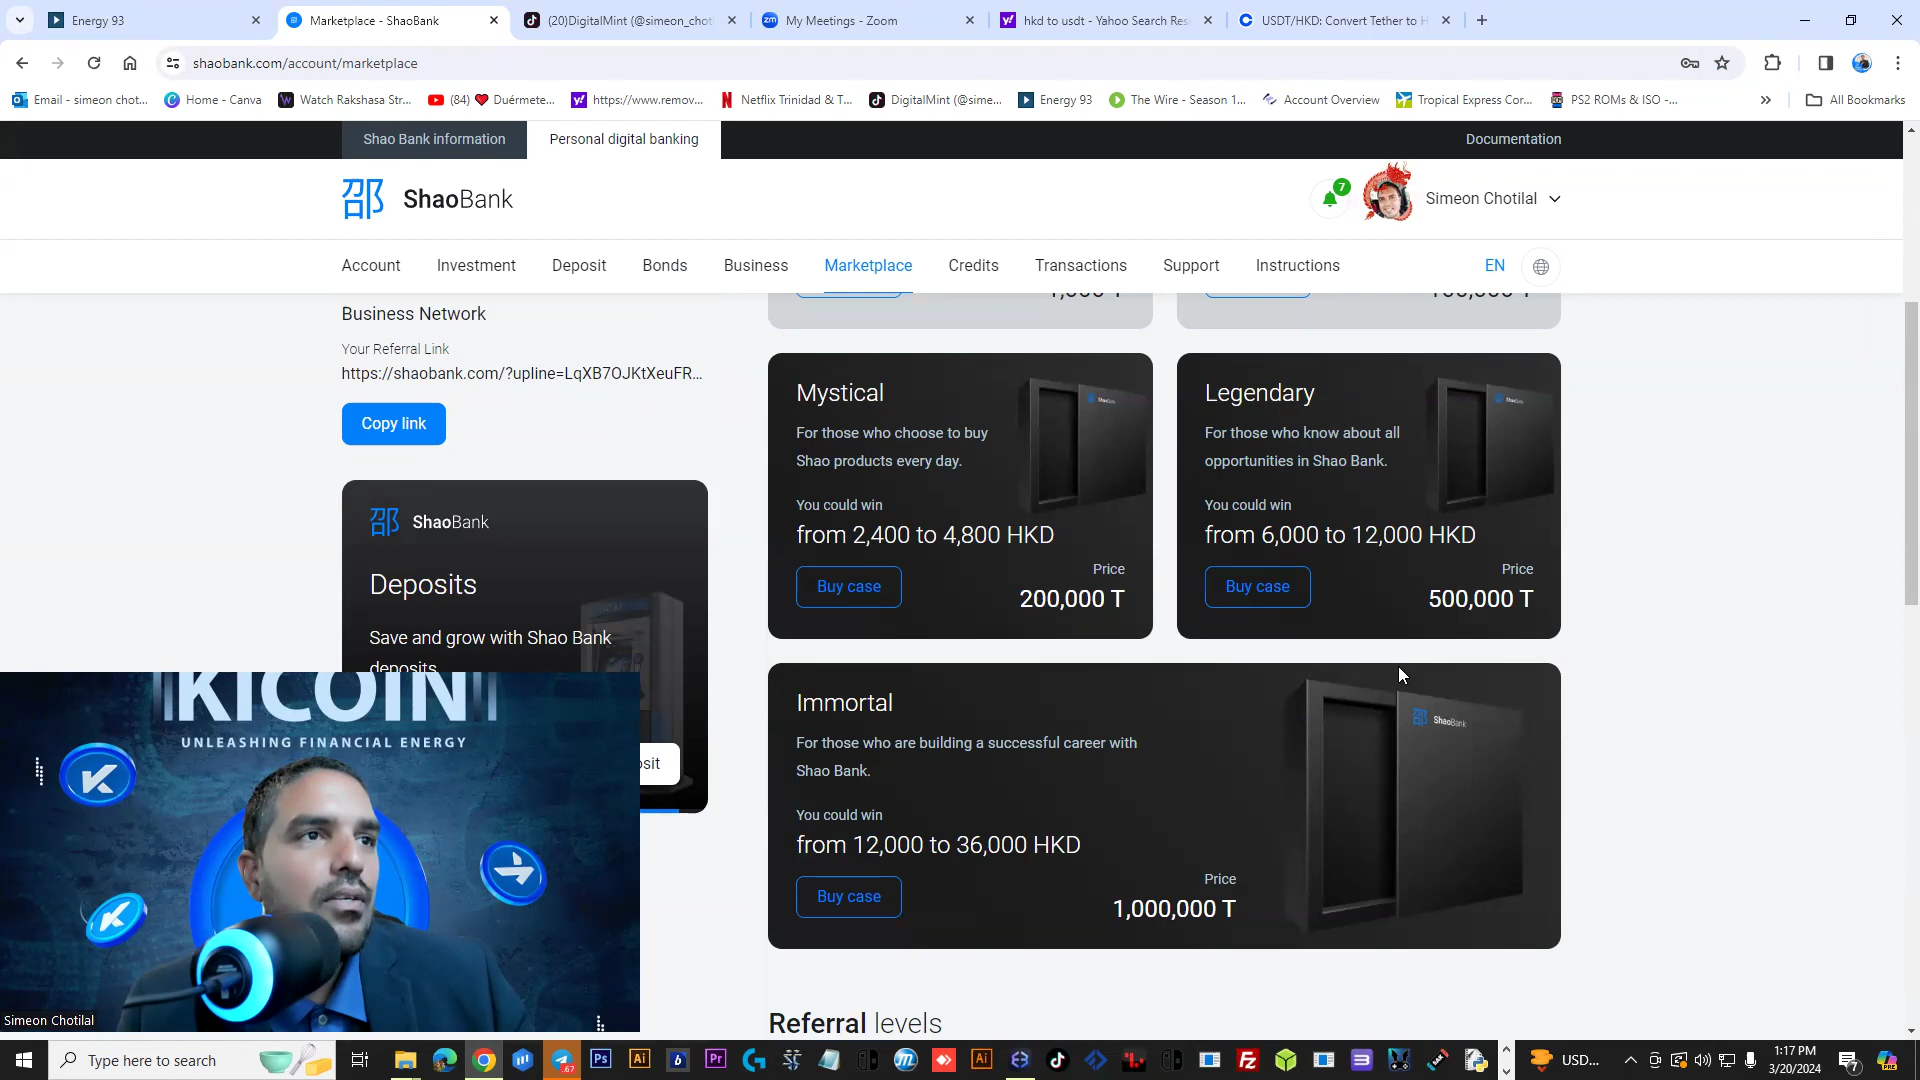 Energy 93
Marketplace - ShaoBank
(20)DigitalMint (@simeon_choti
My Meetings - Zoom
hkd to usdt - Yahoo Search Res
USDT/HKD: Convert Tether to H
shaobank.com/account/marketplace
Email - simeon chot...
Home - Canva
Watch Rakshasa Str...
(84) ❤ Duérmete...
https://www.remov...
Netflix Trinidad & T...
DigitalMint (@sime...
Energy 93
The Wire - Season 1...
Account Overview
Tropical Express Cor...
PS2 ROMs & ISO -...
All Bookmarks
Shao Bank information
Personal digital banking
Documentation
邵 ShaoBank
7
Simeon Chotilal
Account
Investment
Deposit
Bonds
Business
Marketplace
Credits
Transactions
Support
Instructions
EN
Business Network
Your Referral Link
https://shaobank.com/?upline=LqXB7OJKtXeuFR...
Copy link
邵 ShaoBank
Deposits
Save and grow with Shao Bank
deposits
Mystical
For those who choose to buy
Shao products every day.
You could win
from 2,400 to 4,800 HKD
Price
Buy case
200,000 T
Legendary
For those who know about all
opportunities in Shao Bank.
You could win
from 6,000 to 12,000 HKD
Price
Buy case
500,000 T
Immortal
For those who are building a successful career with
Shao Bank.
You could win
from 12,000 to 36,000 HKD
Price
Buy case
1,000,000 T
邵 ShaoBank
Referral levels
KICOIN
UNLEASHING FINANCIAL ENERGY
Simeon Chotilal
Type here to search
USD...
1:17 PM
3/20/2024
7